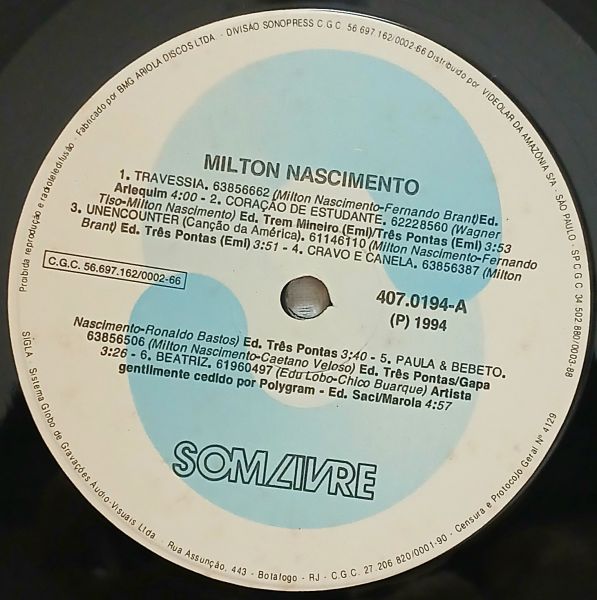 Proibida reprodução e radioteledifusão - Fabricado por BMG ARIOLA DISCOS LTDA - DIVISÃO SONOPRESS C.G.C. 56.697.162/0002-66 Distribuído por VIDEOLAR DA AMAZÔNIA S/A - SÃO PAULO - SP C.G.C. 34 502 880/0003-88
MILTON NASCIMENTO
1. TRAVESSIA. 63856662 (Milton Nascimento-Fernando Brant) Ed.
Arlequim 4:00 - 2. CORAÇÃO DE ESTUDANTE. 62228560 (Wagner
Tiso-Milton Nascimento) Ed. Trem Mineiro (Emi)/Três Pontas (Emi) 3:53
3. UNENCOUNTER (Canção da América). 61146110 (Milton Nascimento-Fernando
Brant) Ed. Três Pontas (Emi) 3:51 - 4. CRAVO E CANELA. 63856387 (Milton
C.G.C. 56.697.162/0002-66
407.0194-A
(P) 1994
Nascimento-Ronaldo Bastos) Ed. Três Pontas 3:40 - 5. PAULA & BEBETO.
63856506 (Milton Nascimento-Caetano Veloso) Ed. Três Pontas/Gapa
3:26 - 6. BEATRIZ. 61960497 (Edu Lobo-Chico Buarque) Artista
gentilmente cedido por Polygram - Ed. Saci/Marola 4:57
SOM LIVRE
SIGLA - Sistema Globo de Gravações Audio-Visuais Ltda - Rua Assunção, 443 - Botafogo - RJ - C.G.C. 27 206 820/0001-90 - Censura e Protocolo Geral Nº 4129